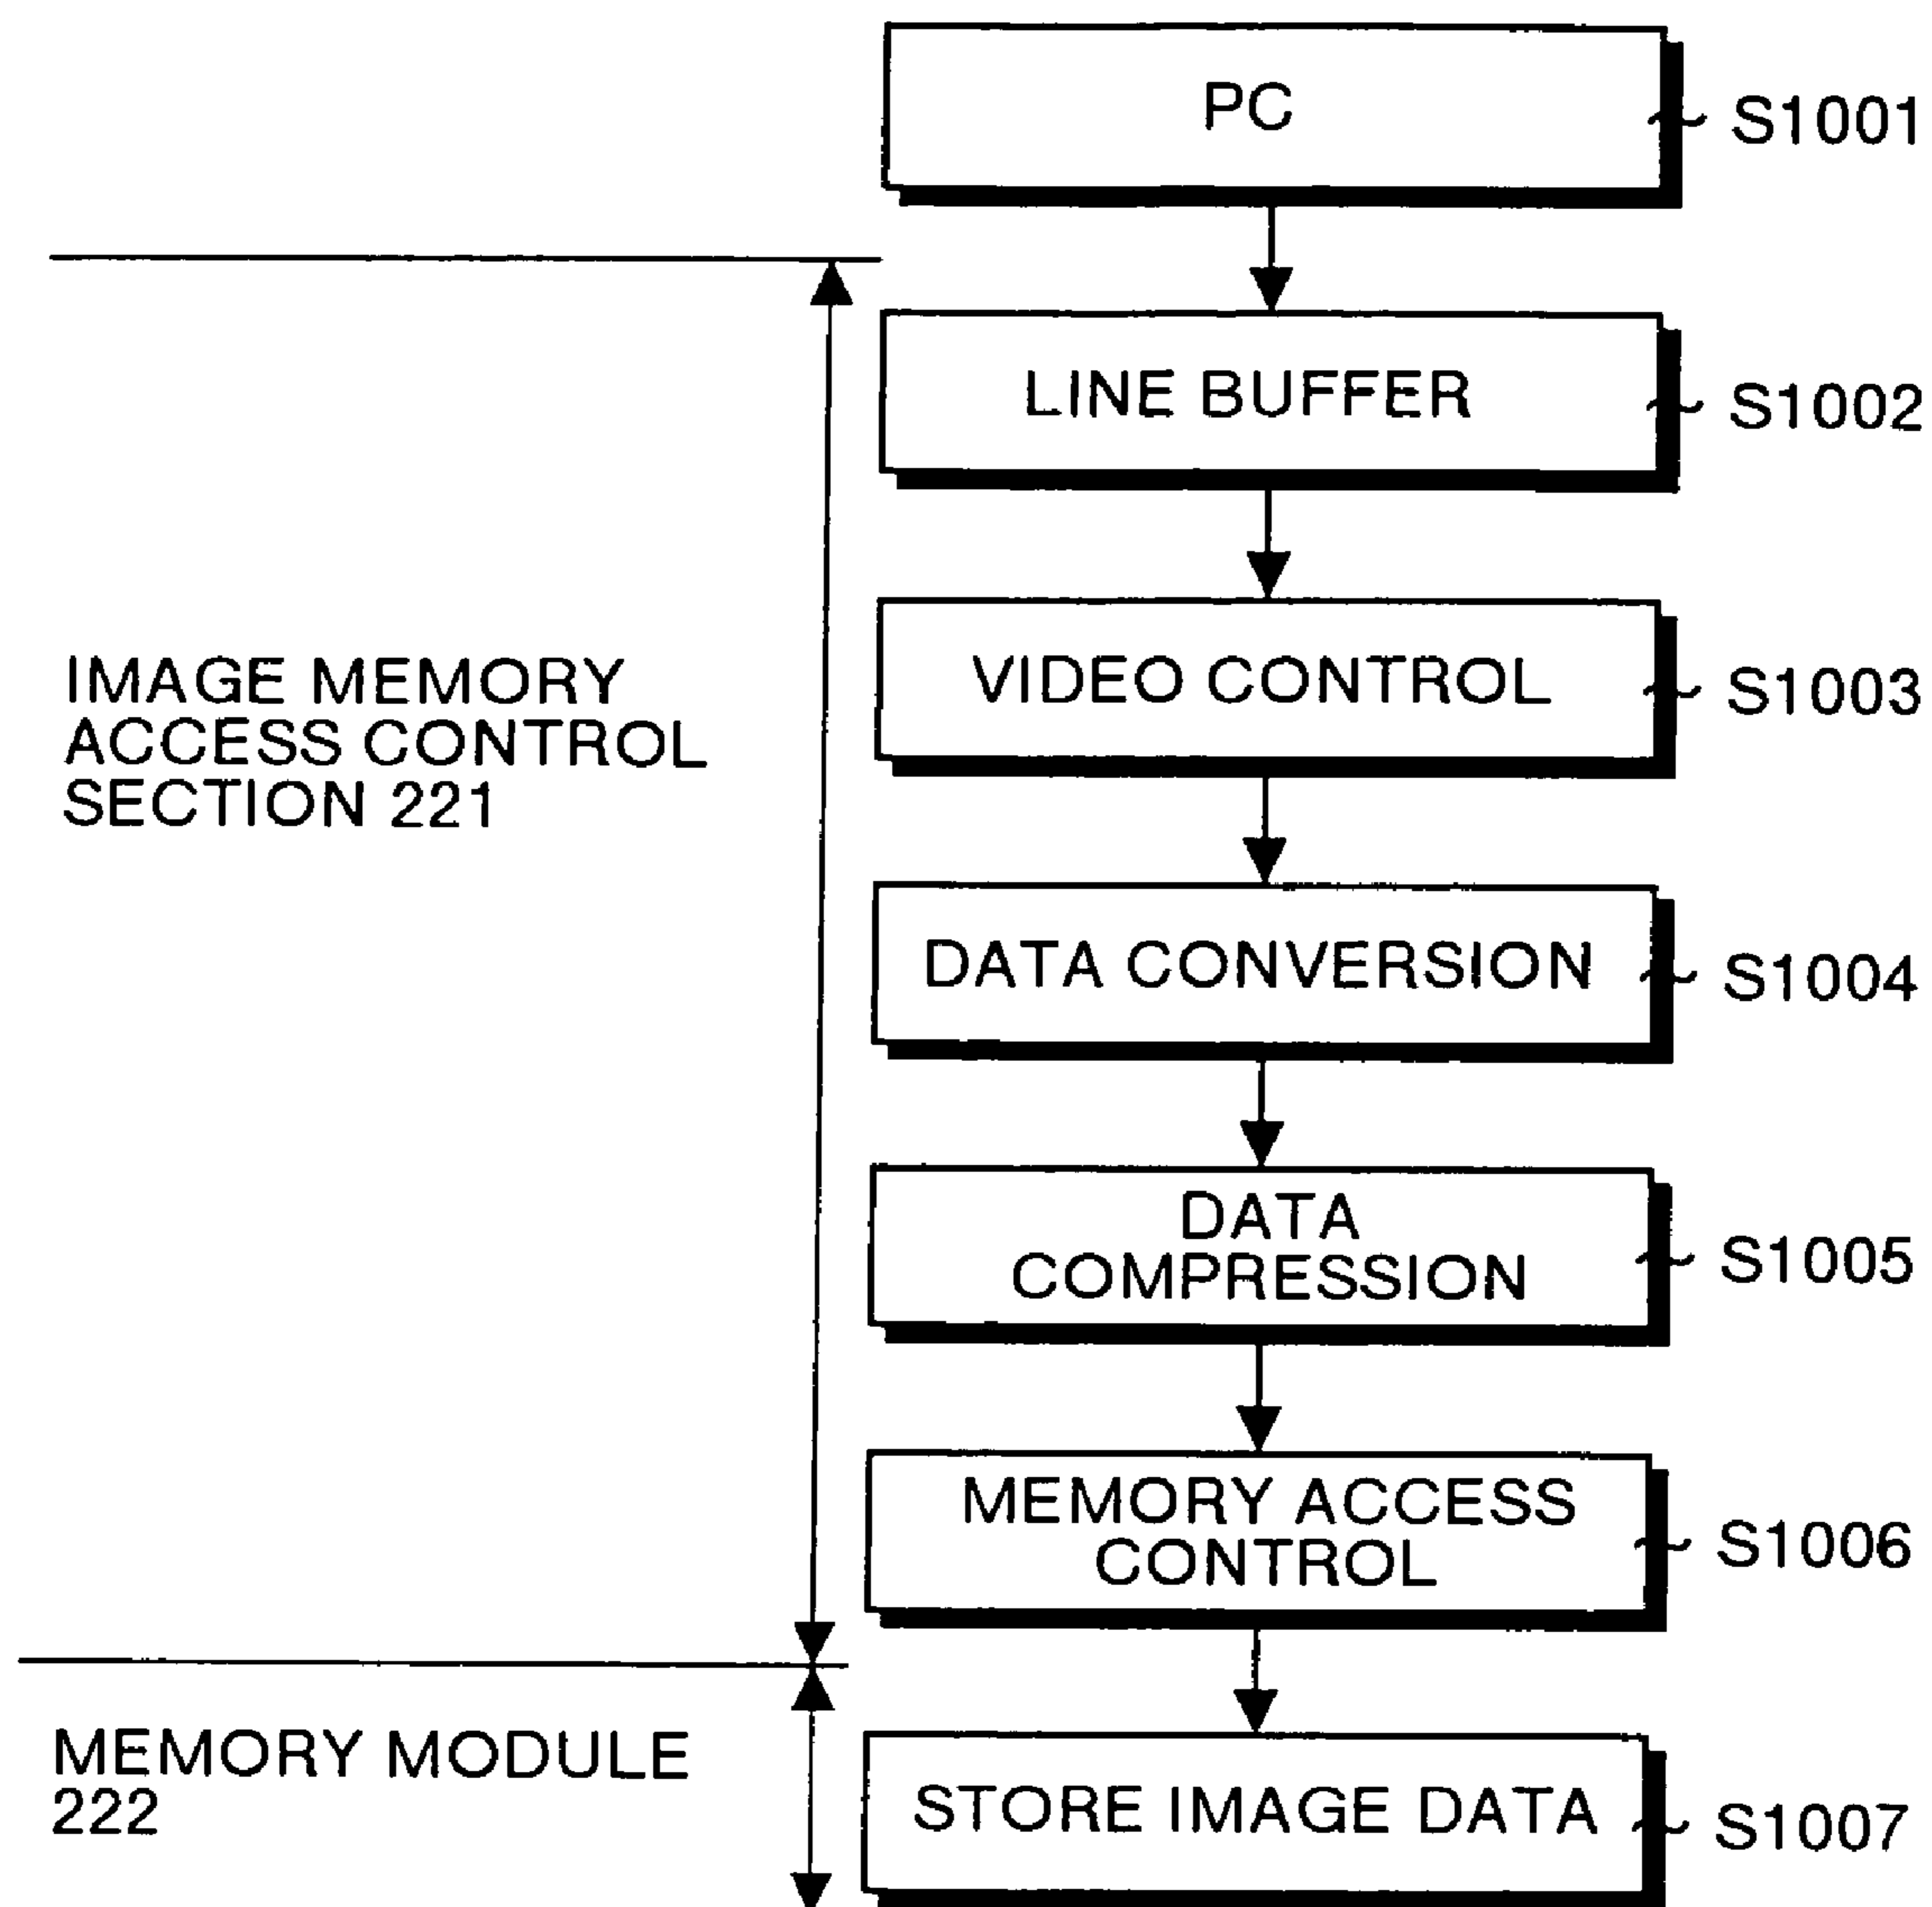 PC
S1001
LINE BUFFER
S1002
IMAGE MEMORY
ACCESS CONTROL
SECTION 221
VIDEO CONTROL
S1003
DATA CONVERSION
S1004
DATA
COMPRESSION
S1005
MEMORY ACCESS
CONTROL
S1006
MEMORY MODULE
222
STORE IMAGE DATA
S1007